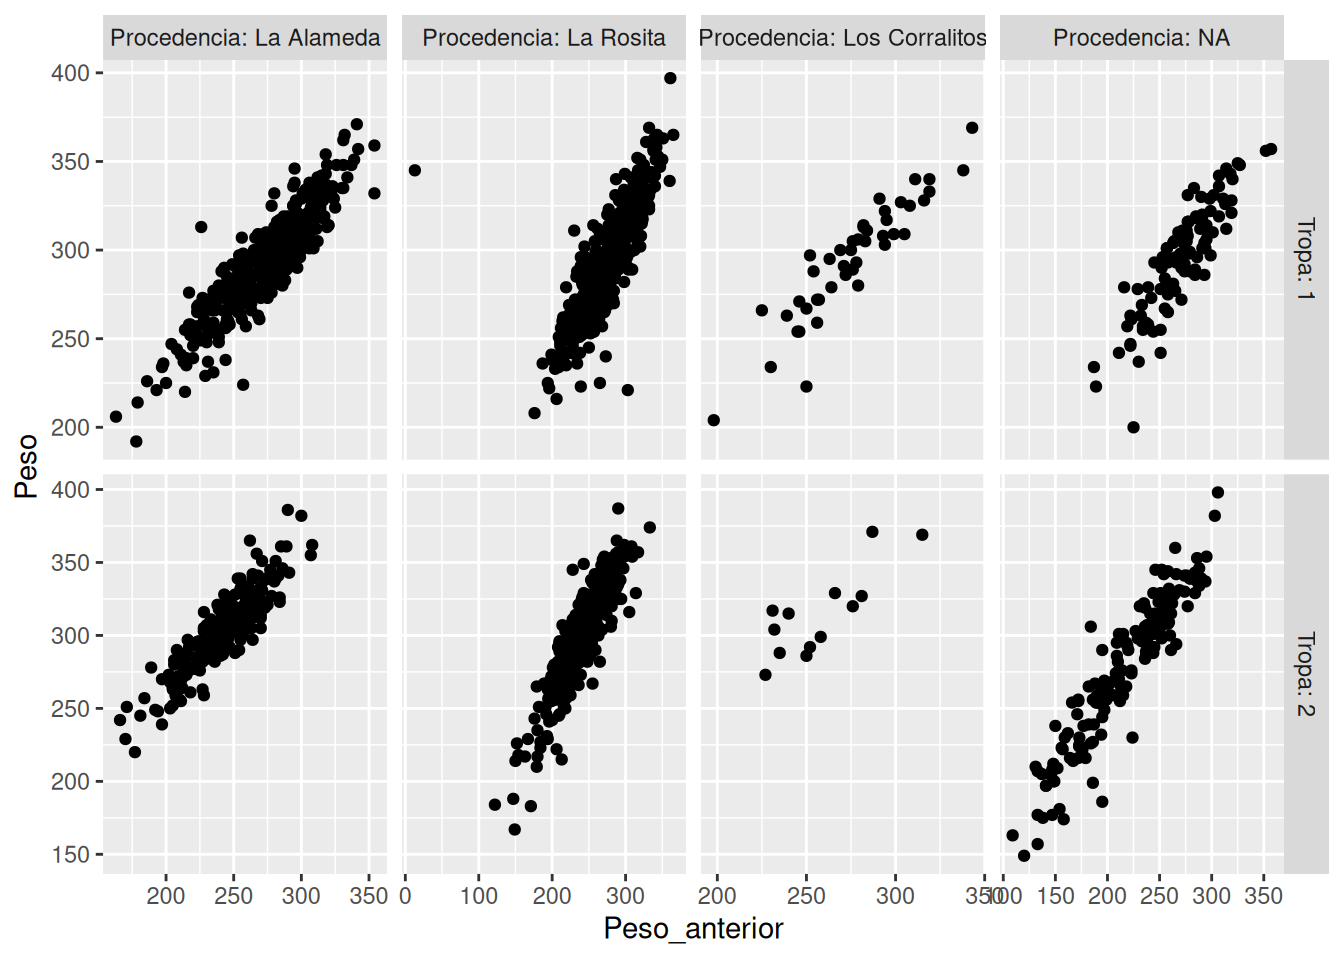 Procedencia: La Alameda
Procedencia: La Rosita
Procedencia: Los Corralitos
Procedencia: NA
400
350
300
250
200
Tropa: 1
Peso
400
350
300
250
200
150
Tropa: 2
200 250 300 350
0 100 200 300
200 250 300 350
100 150 200 250 300 350
Peso_anterior